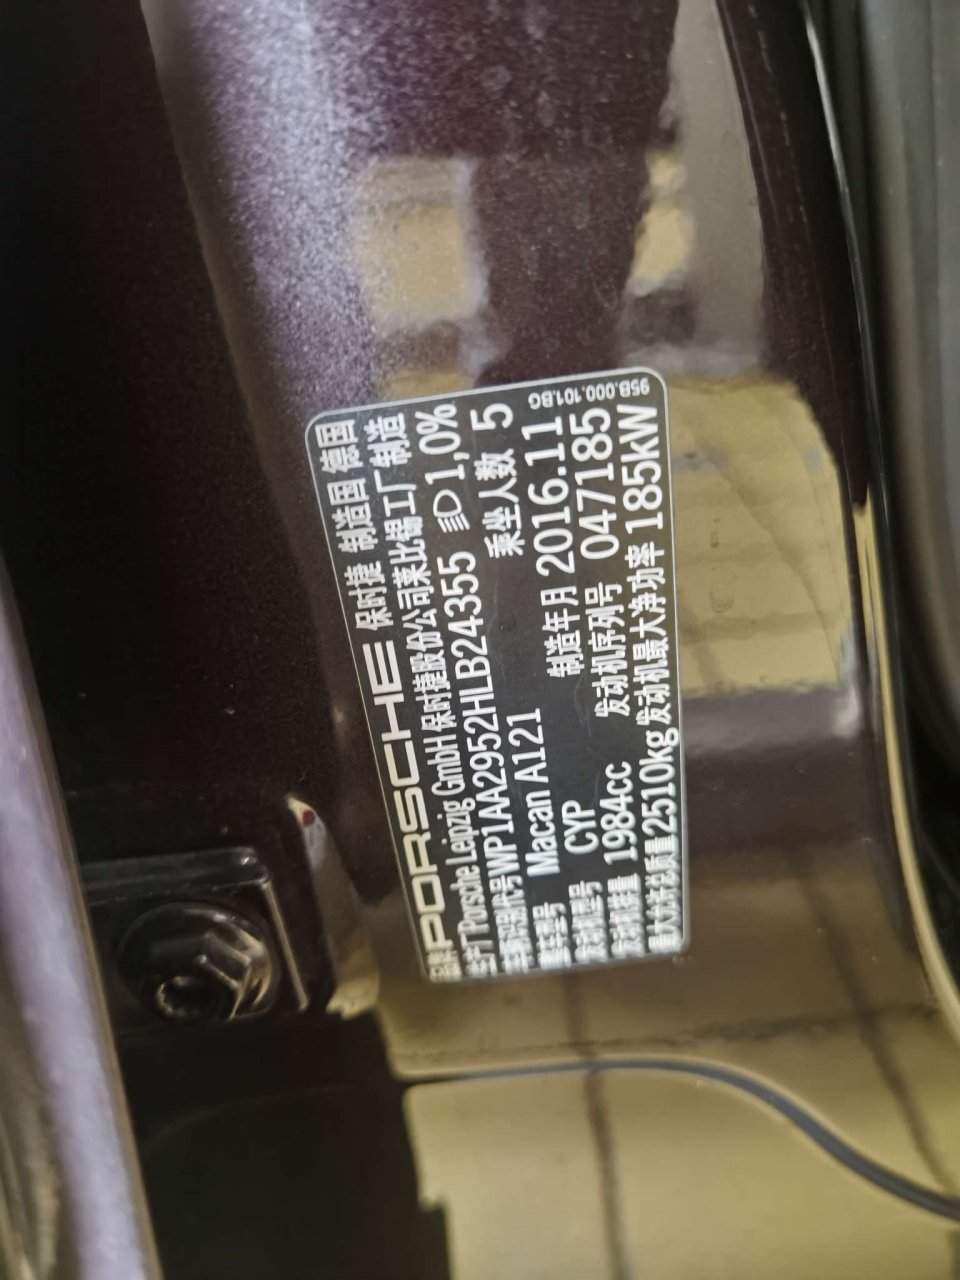 品牌 PORSCHE 保时捷 制造国 德国
生产厂 Porsche Leipzig GmbH 保时捷股份公司莱比锡工厂制造
车辆识别代号 WP1AA2952HLB24355 1,0%
乘坐人数 5
整车型号 Macan A121 制造年月 2016.11
发动机型号 CYP 发动机序列号 047185
发动机排量 1984cc 发动机最大净功率 185kW
最大允许总质量 2510kg
95B.000.101.BG